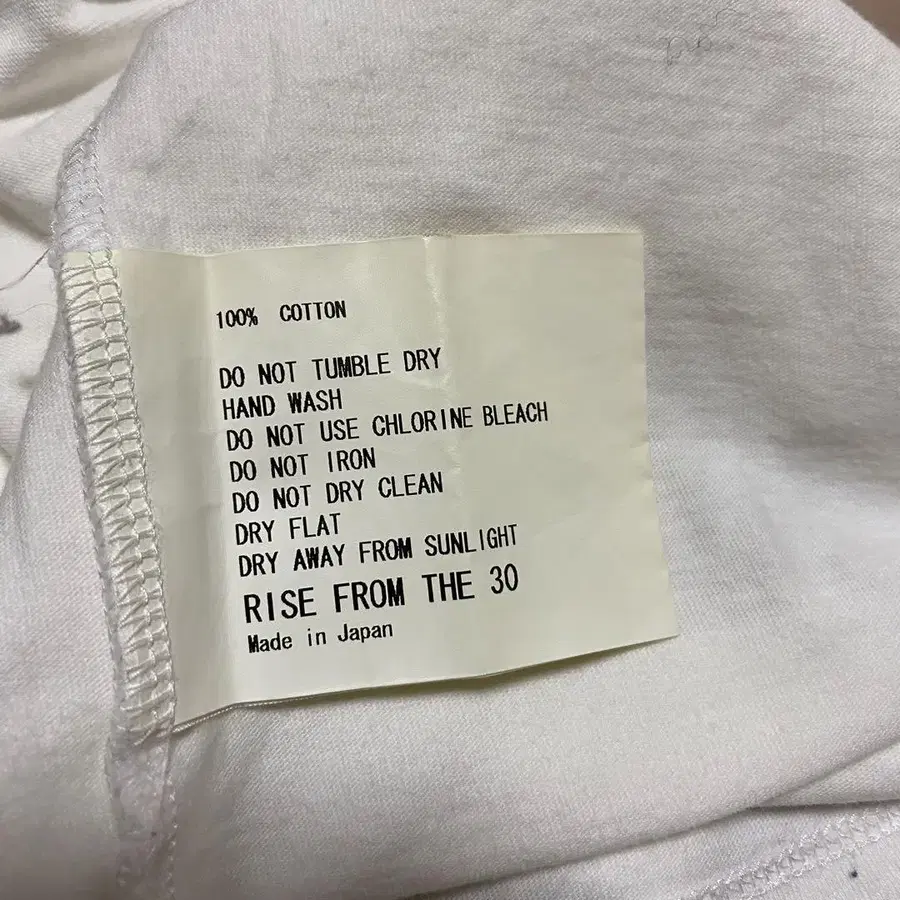 100% COTTON
DO NOT TUMBLE DRY
HAND WASH
DO NOT USE CHLORINE BLEACH
DO NOT IRON
DO NOT DRY CLEAN
DRY FLAT
DRY AWAY FROM SUNLIGHT
RISE FROM THE 30
Made in Japan